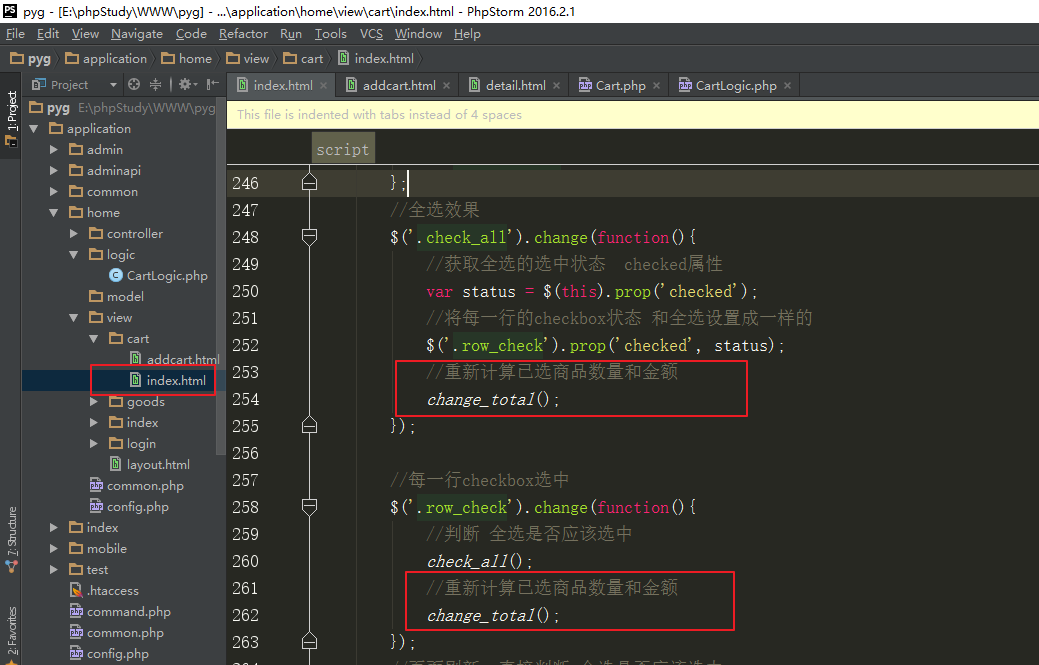 pyg - [E:\phpStudy\WWW\pyg] - ...\application\home\view\cart\index.html - PhpStorm 2016.2.1
File Edit View Navigate Code Refactor Run Tools VCS Window Help
pyg application home view cart index.html
Project
index.html addcart.html detail.html Cart.php CartLogic.php
1: Project
7: Structure
2: Favorites
pyg E:\phpStudy\WWW\pyg
application
admin
adminapi
common
home
controller
logic
CartLogic.php
model
view
cart
addcart.html
index.html
goods
index
login
layout.html
common.php
config.php
index
mobile
test
.htaccess
command.php
common.php
config.php
This file is indented with tabs instead of 4 spaces
script
246 };
247 //全选效果
248 $('.check_all').change(function(){
249 //获取全选的选中状态 checked属性
250 var status = $(this).prop('checked');
251 //将每一行的checkbox状态 和全选设置成一样的
252 $('.row_check').prop('checked', status);
253 //重新计算已选商品数量和金额
254 change_total();
255 });
256
257 //每一行checkbox选中
258 $('.row_check').change(function(){
259 //判断 全选是否应该选中
260 check_all();
261 //重新计算已选商品数量和金额
262 change_total();
263 });